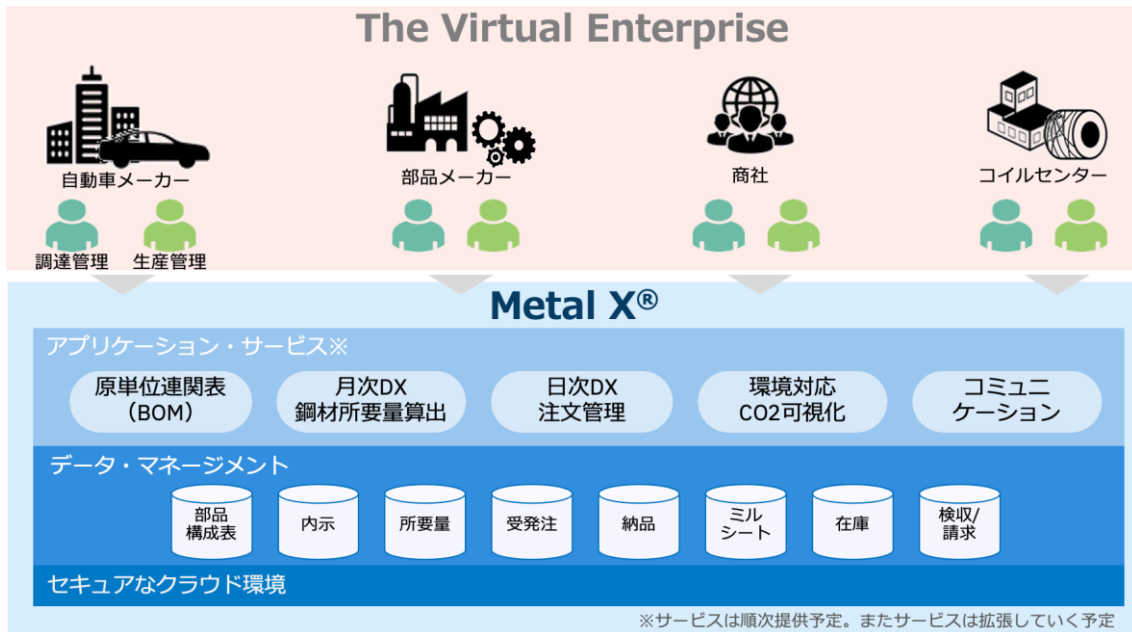 The Virtual Enterprise
自動車メーカー
部品メーカー
商社
コイルセンター
調達管理
生産管理
Metal X®
アプリケーション・サービス※
原単位連関表
（BOM）
月次DX
鋼材所要量算出
日次DX
注文管理
環境対応
CO2可視化
コミュニ
ケーション
データ・マネージメント
部品
構成表
内示
所要量
受発注
納品
ミル
シート
在庫
検収/
請求
セキュアなクラウド環境
※サービスは順次提供予定。またサービスは拡張していく予定